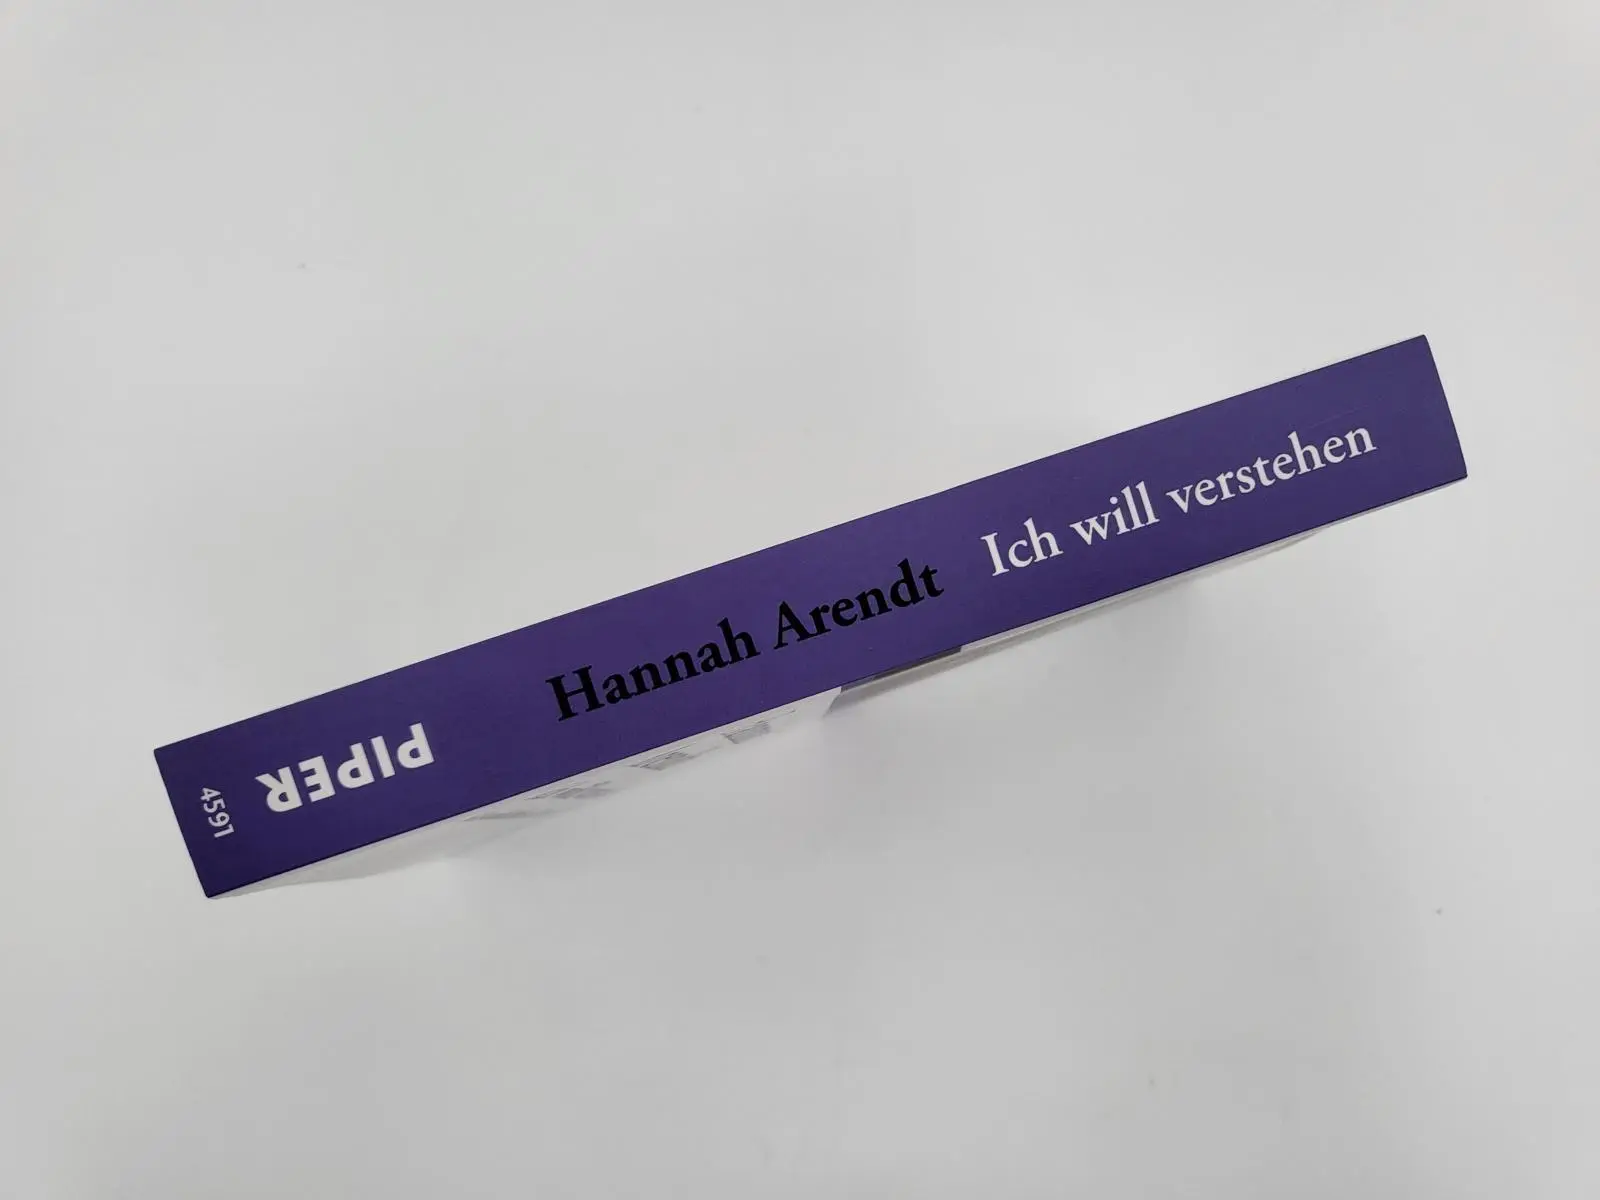 Hannah Arendt Ich will verstehen
PIPER
4591